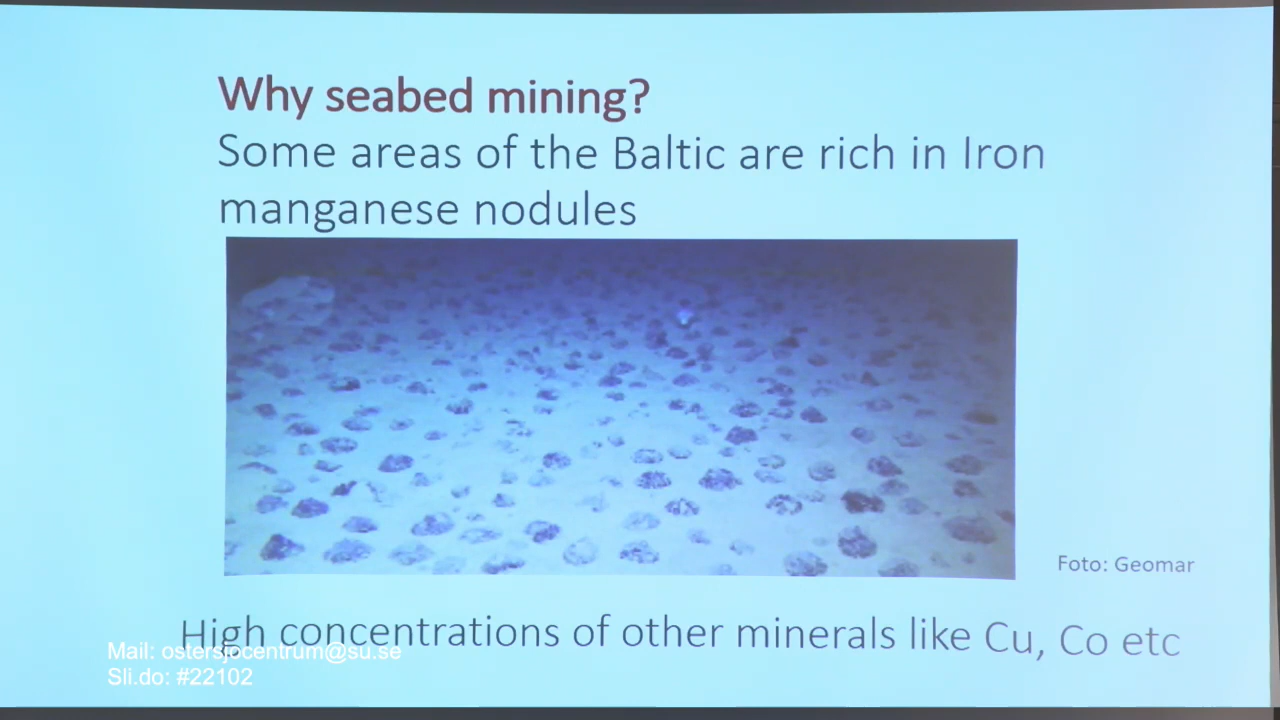 Why seabed mining?
Some areas of the Baltic are rich in Iron
manganese nodules
Foto: Geomar
High concentrations of other minerals like Cu, Co etc
Mail: ostersjocentrum@su.se
Sli.do: #22102